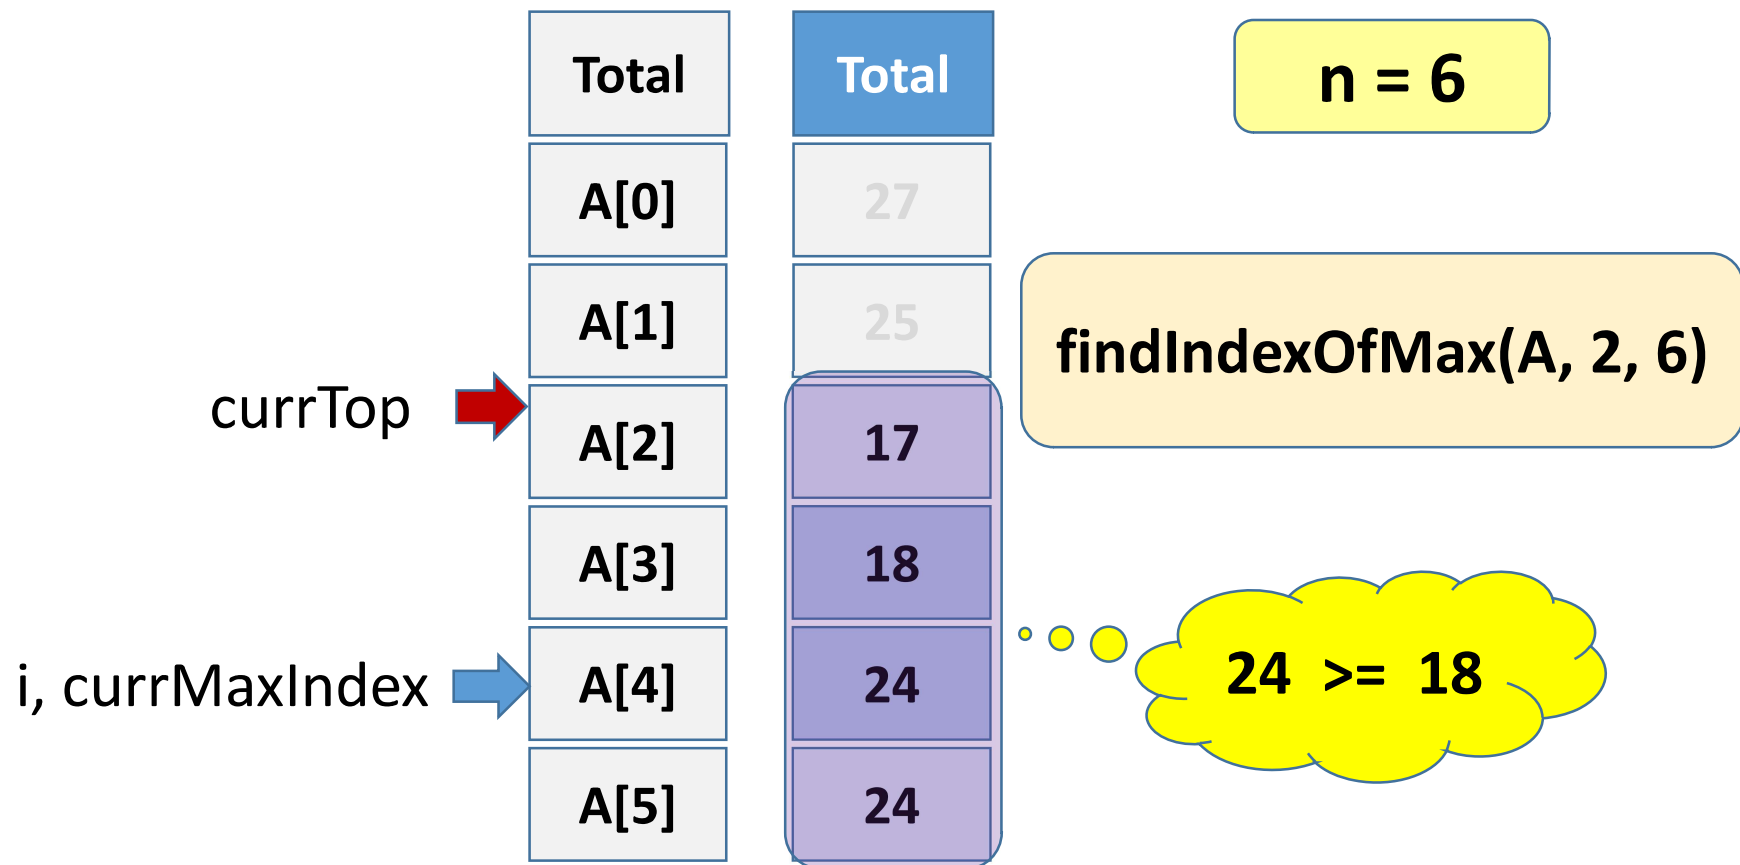 Total Total n = 6
A[0] 27
A[1] 25
findIndexOfMax(A, 2, 6)
currTop A[2] 17
A[3] 18
24 >= 18
i, currMaxIndex A[4] 24
A[5] 24